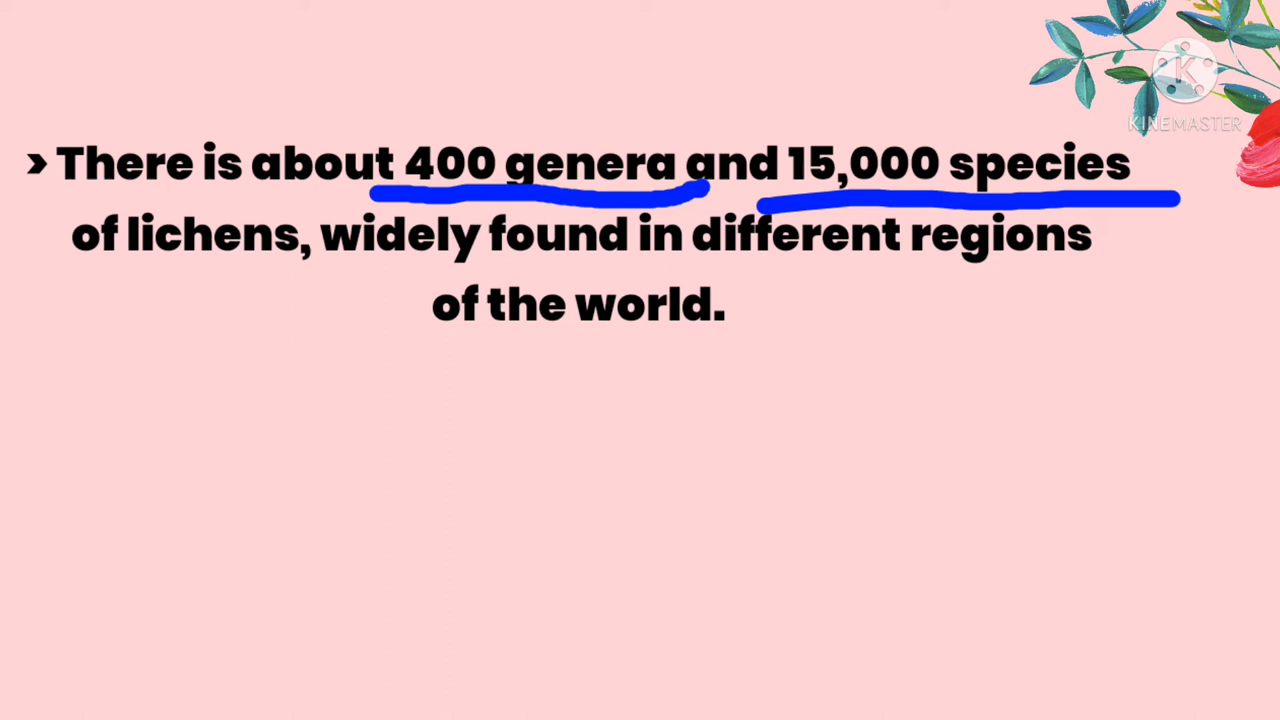 › There is about 400 genera and 15,000 species
of lichens, widely found in different regions
of the world.
K
KINEMASTER